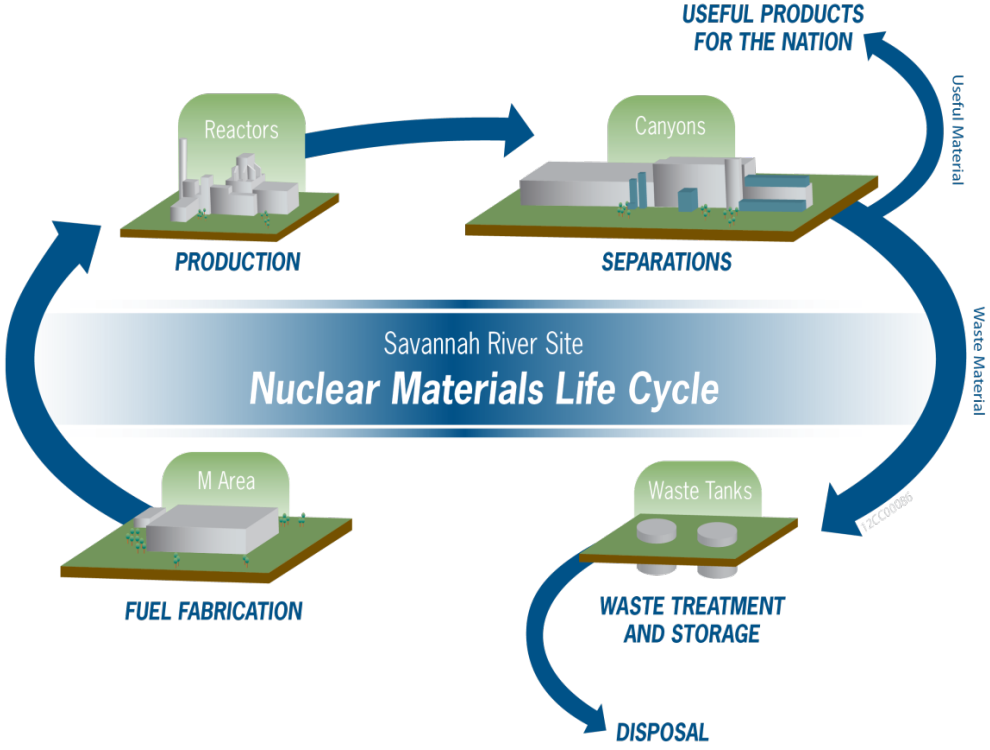 USEFUL PRODUCTS
FOR THE NATION
Useful Material
Reactors
Canyons
PRODUCTION
SEPARATIONS
Savannah River Site
Nuclear Materials Life Cycle
Waste Material
M Area
Waste Tanks
12CC00086
FUEL FABRICATION
WASTE TREATMENT
AND STORAGE
DISPOSAL